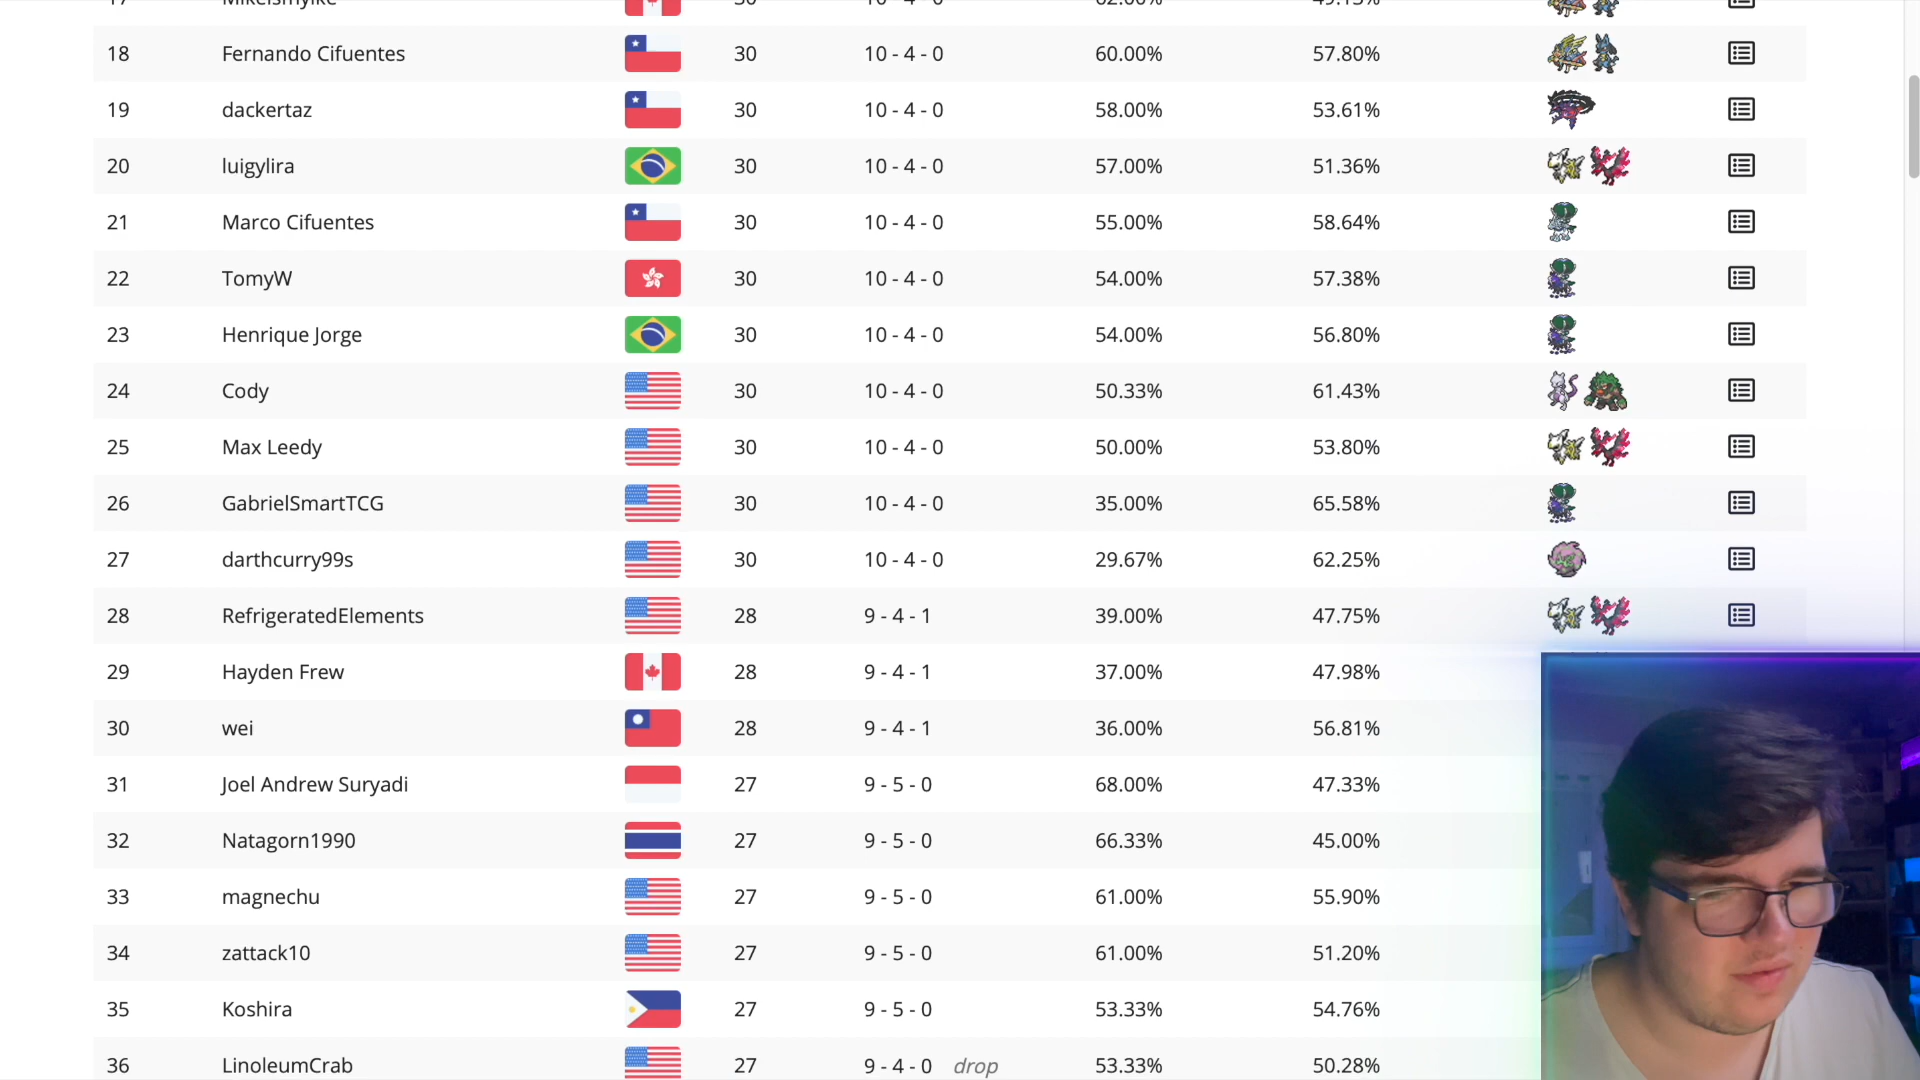 18 Fernando Cifuentes 30 10 - 4 - 0 60.00% 57.80%
19 dackertaz 30 10 - 4 - 0 58.00% 53.61%
20 luigylira 30 10 - 4 - 0 57.00% 51.36%
21 Marco Cifuentes 30 10 - 4 - 0 55.00% 58.64%
22 TomyW 30 10 - 4 - 0 54.00% 57.38%
23 Henrique Jorge 30 10 - 4 - 0 54.00% 56.80%
24 Cody 30 10 - 4 - 0 50.33% 61.43%
25 Max Leedy 30 10 - 4 - 0 50.00% 53.80%
26 GabrielSmartTCG 30 10 - 4 - 0 35.00% 65.58%
27 darthcurry99s 30 10 - 4 - 0 29.67% 62.25%
28 RefrigeratedElements 28 9 - 4 - 1 39.00% 47.75%
29 Hayden Frew 28 9 - 4 - 1 37.00% 47.98%
30 wei 28 9 - 4 - 1 36.00% 56.81%
31 Joel Andrew Suryadi 27 9 - 5 - 0 68.00% 47.33%
32 Natagorn1990 27 9 - 5 - 0 66.33% 45.00%
33 magnechu 27 9 - 5 - 0 61.00% 55.90%
34 zattack10 27 9 - 5 - 0 61.00% 51.20%
35 Koshira 27 9 - 5 - 0 53.33% 54.76%
36 LinoleumCrab 27 9 - 4 - 0 drop 53.33% 50.28%